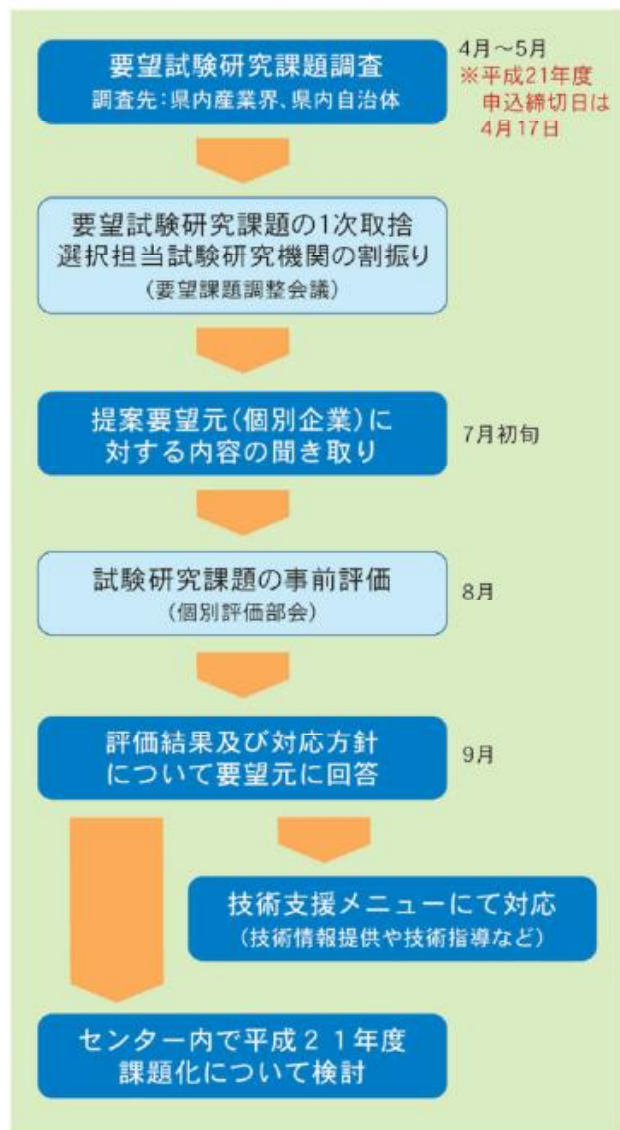 要望試験研究課題調査
調査先：県内産業界、県内自治体
4月～5月
※平成21年度
申込締切日は
4月17日
要望試験研究課題の1次取捨
選択担当試験研究機関の割振り
（要望課題調整会議）
提案要望元（個別企業）に
対する内容の聞き取り
7月初旬
試験研究課題の事前評価
（個別評価部会）
8月
評価結果及び対応方針
について要望元に回答
9月
技術支援メニューにて対応
（技術情報提供や技術指導など）
センター内で平成２１年度
課題化について検討